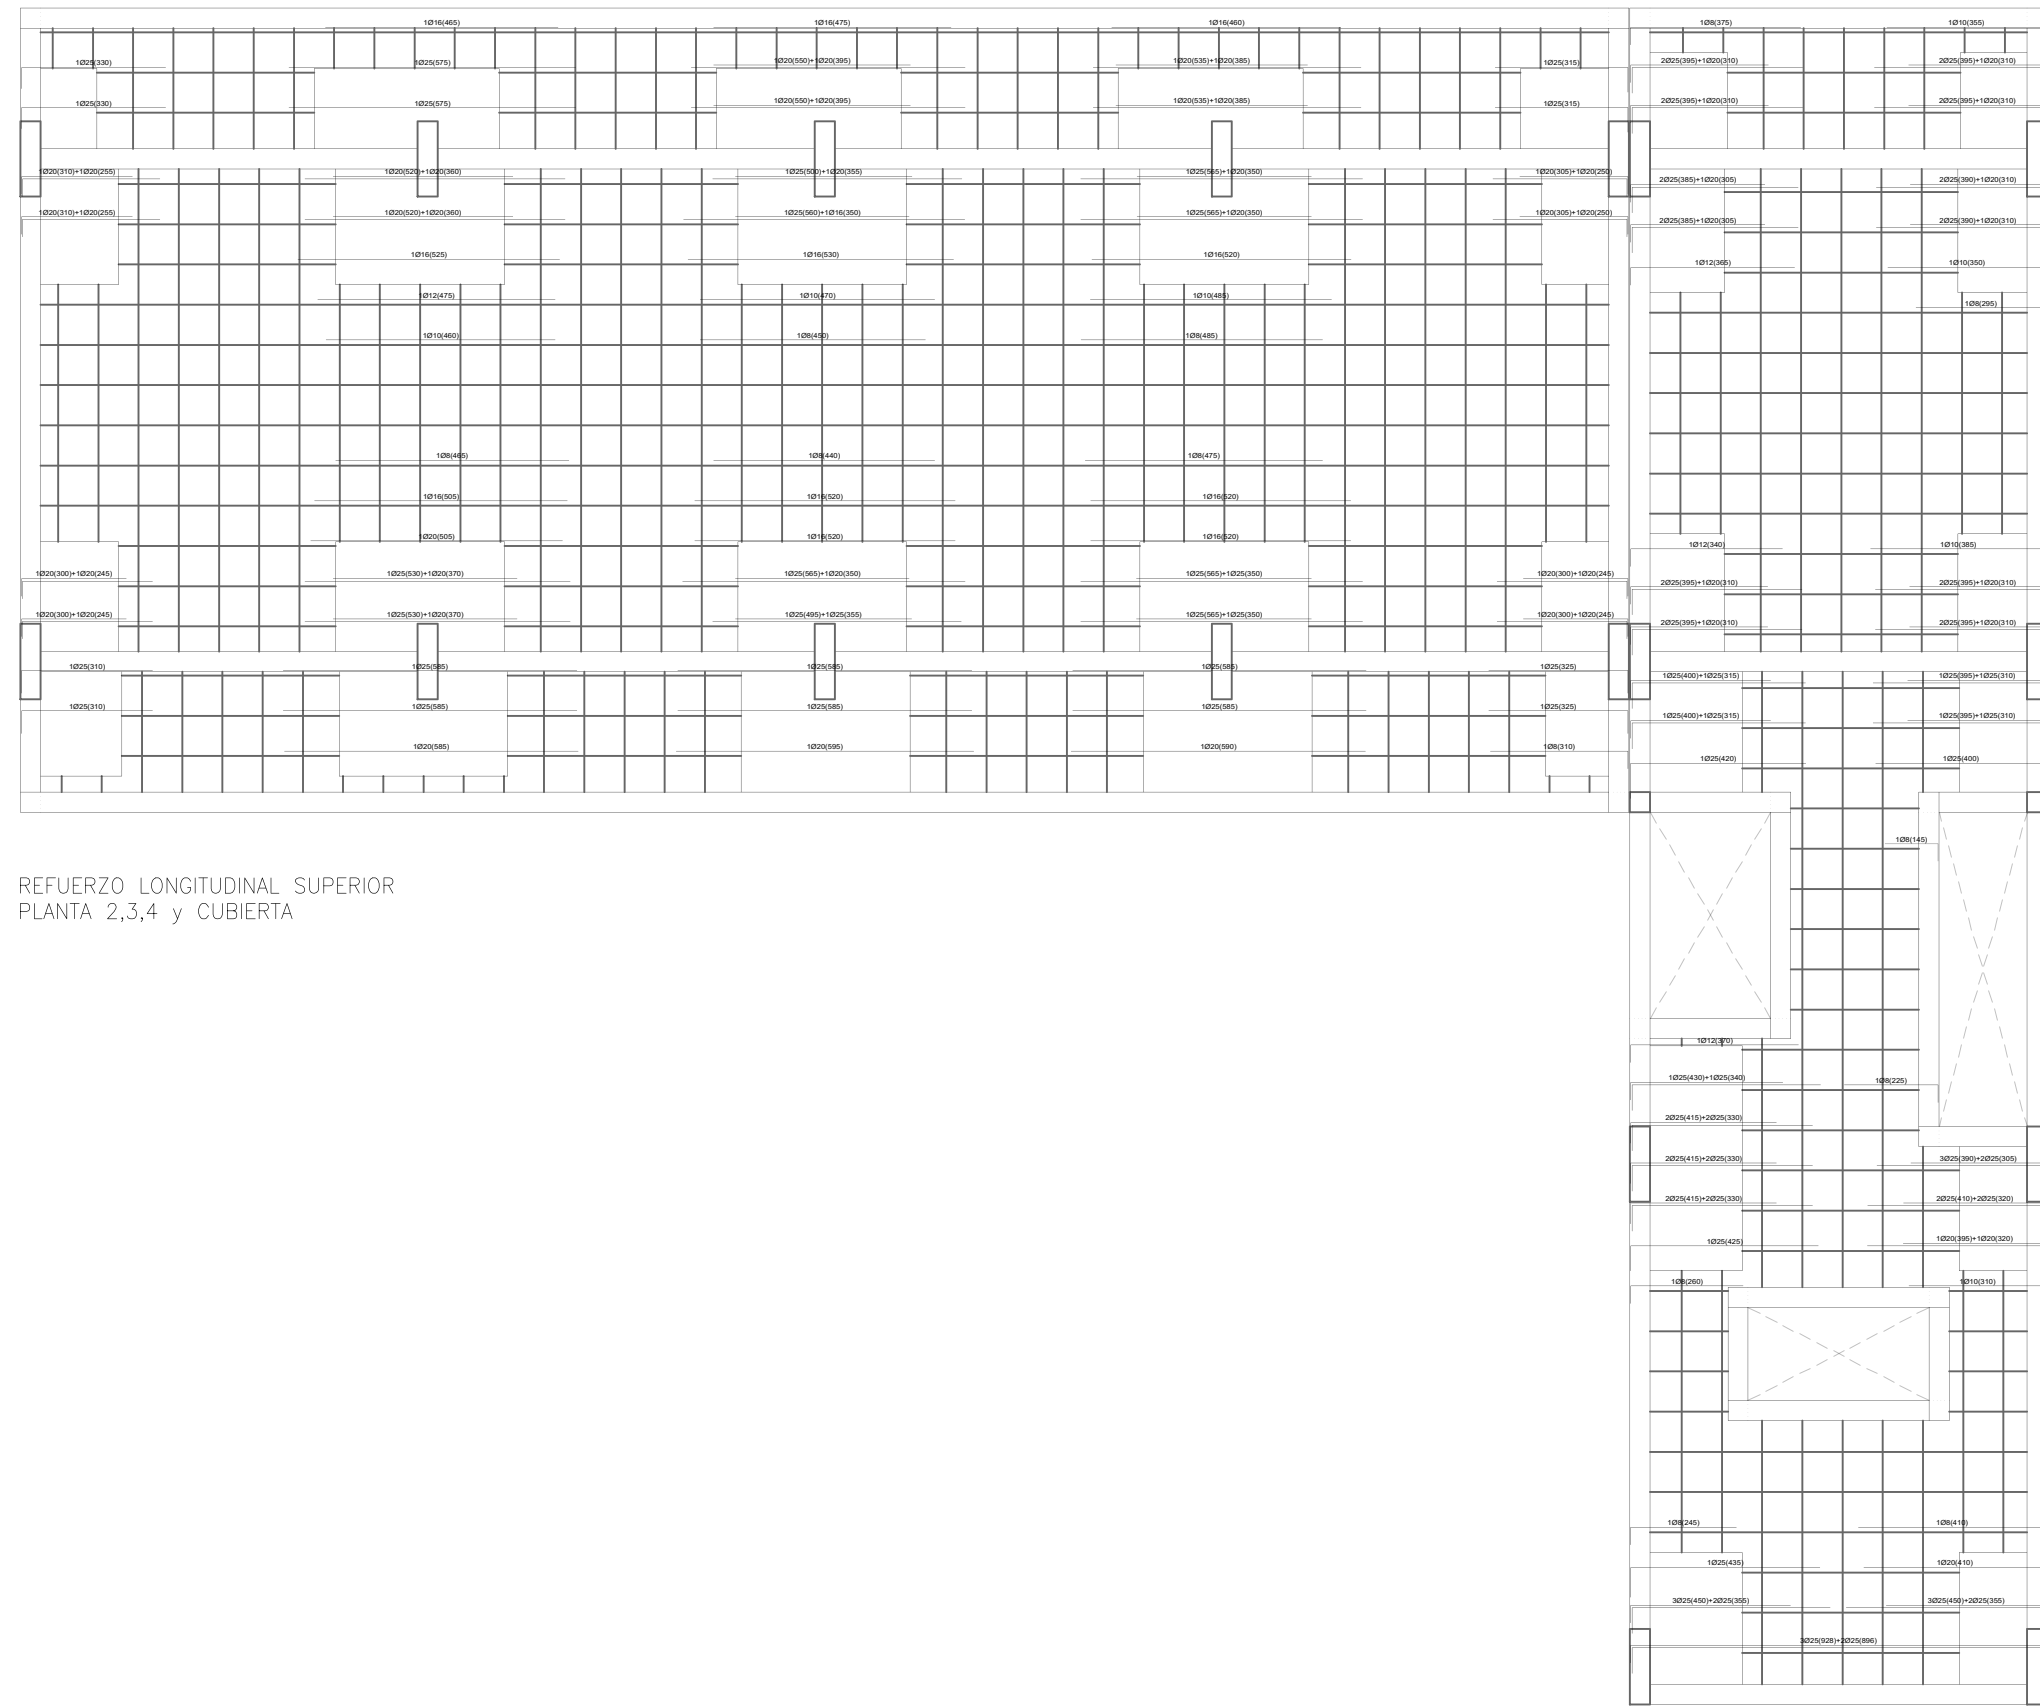 1Ø16(465) 1Ø16(475) 1Ø16(460) 1Ø8(375) 1Ø10(355)
1Ø25(330) 1Ø25(575) 1Ø20(550)+1Ø20(395) 1Ø20(535)+1Ø20(385) 1Ø25(315) 2Ø25(395)+1Ø20(310) 2Ø25(395)+1Ø20(310)
1Ø25(330) 1Ø25(575) 1Ø20(550)+1Ø20(395) 1Ø20(535)+1Ø20(385) 1Ø25(315) 2Ø25(395)+1Ø20(310) 2Ø25(395)+1Ø20(310)
1Ø20(310)+1Ø20(255) 1Ø20(520)+1Ø20(360) 1Ø25(500)+1Ø20(355) 1Ø25(565)+1Ø20(350) 1Ø20(305)+1Ø20(250) 2Ø25(385)+1Ø20(305) 2Ø25(390)+1Ø20(310)
1Ø20(310)+1Ø20(255) 1Ø20(520)+1Ø20(360) 1Ø25(560)+1Ø16(350) 1Ø25(565)+1Ø20(350) 1Ø20(305)+1Ø20(250) 2Ø25(385)+1Ø20(305) 2Ø25(390)+1Ø20(310)
1Ø16(525) 1Ø16(530) 1Ø16(520) 1Ø12(365) 1Ø10(350)
1Ø12(475) 1Ø10(470) 1Ø10(485) 1Ø8(295)
1Ø10(460) 1Ø8(450) 1Ø8(485)
1Ø8(465) 1Ø8(440) 1Ø8(475)
1Ø16(505) 1Ø16(520) 1Ø16(520)
1Ø20(505) 1Ø16(520) 1Ø16(520) 1Ø12(340) 1Ø10(385)
1Ø20(300)+1Ø20(245) 1Ø25(530)+1Ø20(370) 1Ø25(565)+1Ø20(350) 1Ø25(565)+1Ø25(350) 1Ø20(300)+1Ø20(245) 2Ø25(395)+1Ø20(310) 2Ø25(395)+1Ø20(310)
1Ø20(300)+1Ø20(245) 1Ø25(530)+1Ø20(370) 1Ø25(495)+1Ø25(355) 1Ø25(565)+1Ø25(350) 1Ø20(300)+1Ø20(245) 2Ø25(395)+1Ø20(310) 2Ø25(395)+1Ø20(310)
1Ø25(310) 1Ø25(585) 1Ø25(585) 1Ø25(585) 1Ø25(325) 1Ø25(400)+1Ø25(315) 1Ø25(395)+1Ø25(310)
1Ø25(310) 1Ø25(585) 1Ø25(585) 1Ø25(585) 1Ø25(325) 1Ø25(400)+1Ø25(315) 1Ø25(395)+1Ø25(310)
1Ø20(585) 1Ø20(595) 1Ø20(590) 1Ø8(310) 1Ø25(420) 1Ø25(400)
1Ø8(145)
REFUERZO LONGITUDINAL SUPERIOR
PLANTA 2,3,4 y CUBIERTA
1Ø12(370)
1Ø25(430)+1Ø25(340) 1Ø8(225)
2Ø25(415)+2Ø25(330)
2Ø25(415)+2Ø25(330) 3Ø25(390)+2Ø25(305)
2Ø25(415)+2Ø25(330) 2Ø25(410)+2Ø25(320)
1Ø25(425) 1Ø20(395)+1Ø20(320)
1Ø8(260) 1Ø10(310)
1Ø8(245) 1Ø8(410)
1Ø25(435) 1Ø20(410)
3Ø25(450)+2Ø25(355) 3Ø25(450)+2Ø25(355)
3Ø25(928)+2Ø25(896)